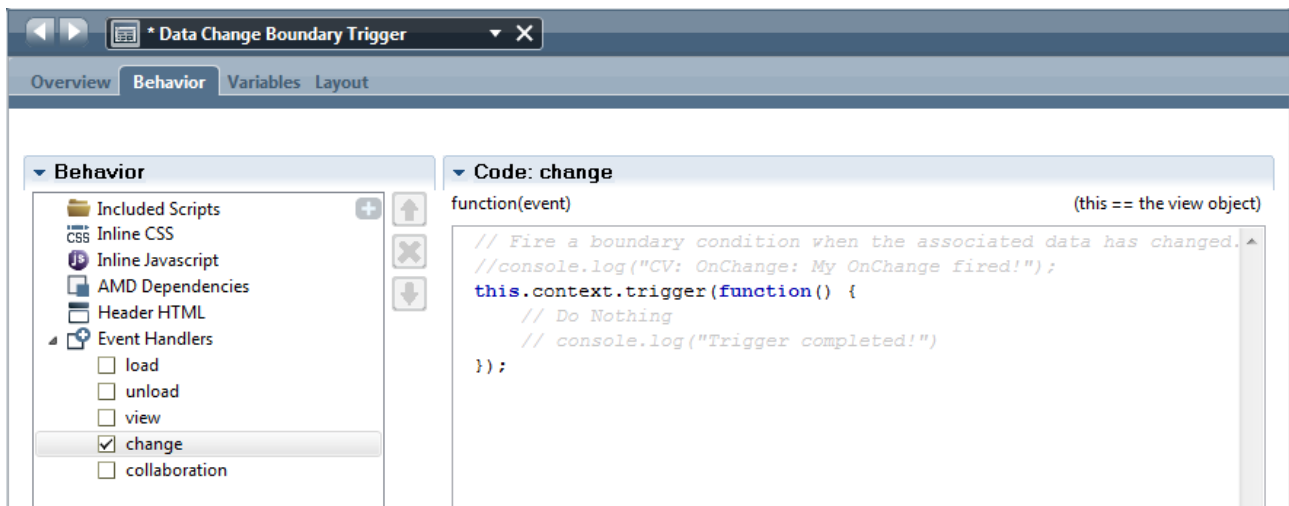 * Data Change Boundary Trigger
Overview Behavior Variables Layout
Behavior
Included Scripts
CSS Inline CSS
JS Inline Javascript
AMD Dependencies
Header HTML
Event Handlers
load
unload
view
change
collaboration
Code: change
function(event) (this == the view object)
// Fire a boundary condition when the associated data has changed.
//console.log("CV: OnChange: My OnChange fired!");
this.context.trigger(function() {
// Do Nothing
// console.log("Trigger completed!")
});